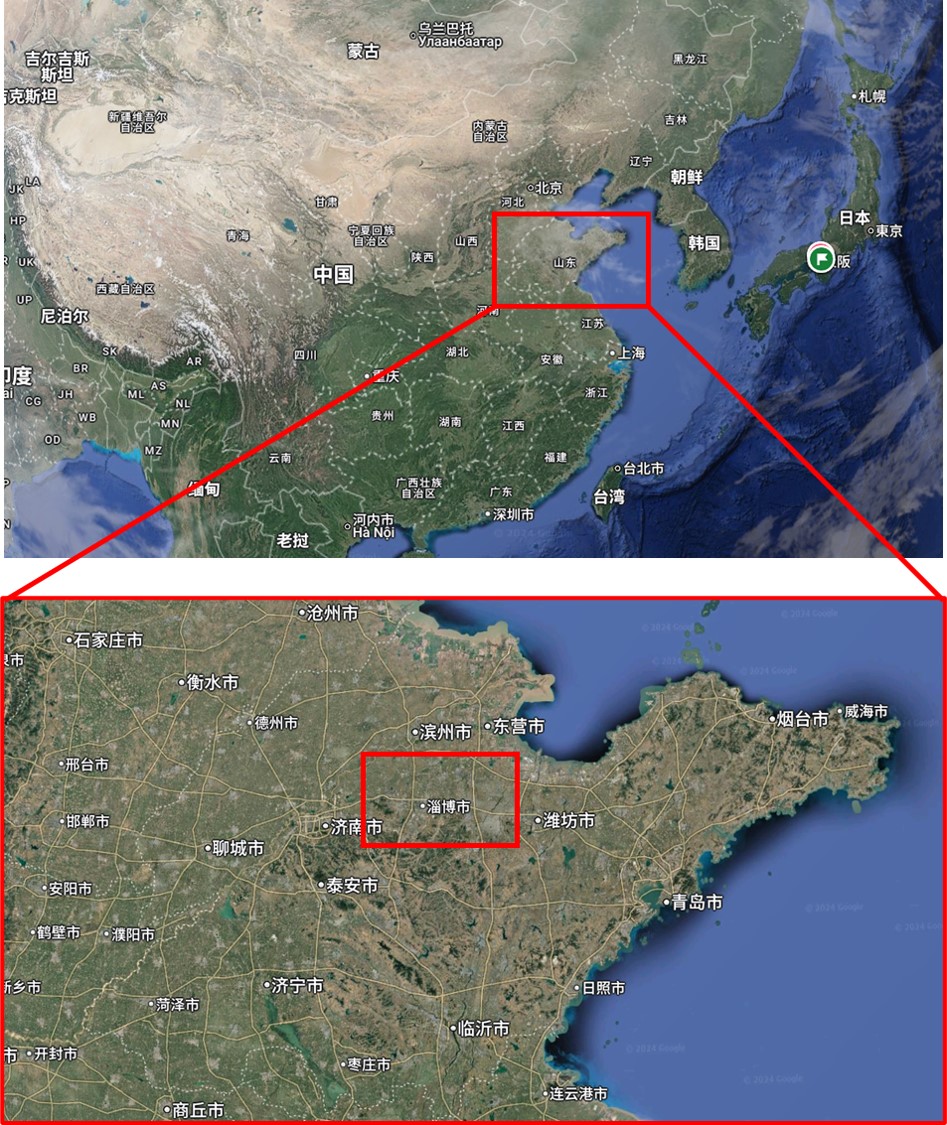 乌兰巴托
Улаанбаатар
吉尔吉斯
斯坦
蒙古
黑龙江
吉克斯坦
札幌
新疆维吾尔
自治区
吉林
内蒙古
自治区
辽宁
朝鲜
LA
JK
北京
河北
甘肃
HP
日本
东京
青海
宁夏回族
自治区
山西
韩国
陕西
UK
山东
阪
中国
西藏自治区
UP
尼泊尔
河南
江苏
SK
四川
湖北
上海
AR
安徽
BR
印度
重庆
AS
浙江
ai
JH
ML
CG
NL
贵州
湖南
江西
WB
MN
OD
MZ
云南
福建
台北市
广西壮族
自治区
缅甸
广东
台湾
深圳市
河内市
Hà Nội
老挝
沧州市
石家庄市
© 2024 Google
衡水市
德州市
滨州市
东营市
烟台市
威海市
邢台市
淄博市
邯郸市
济南市
潍坊市
聊城市
泰安市
安阳市
青岛市
© 2024 Google
鹤壁市
濮阳市
新乡市
济宁市
日照市
菏泽市
临沂市
开封市
枣庄市
© 2024 Google
© 2024 Google
连云港市
商丘市